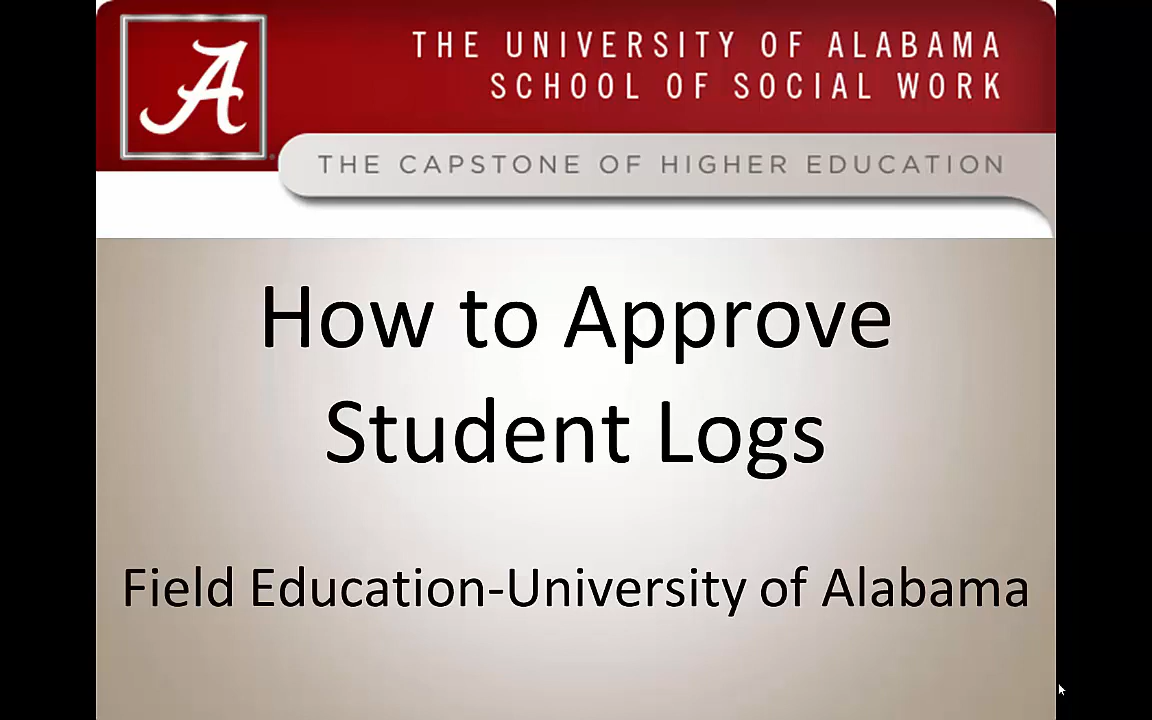 A
THE UNIVERSITY OF ALABAMA
SCHOOL OF SOCIAL WORK
THE CAPSTONE OF HIGHER EDUCATION
How to Approve
Student Logs
Field Education-University of Alabama